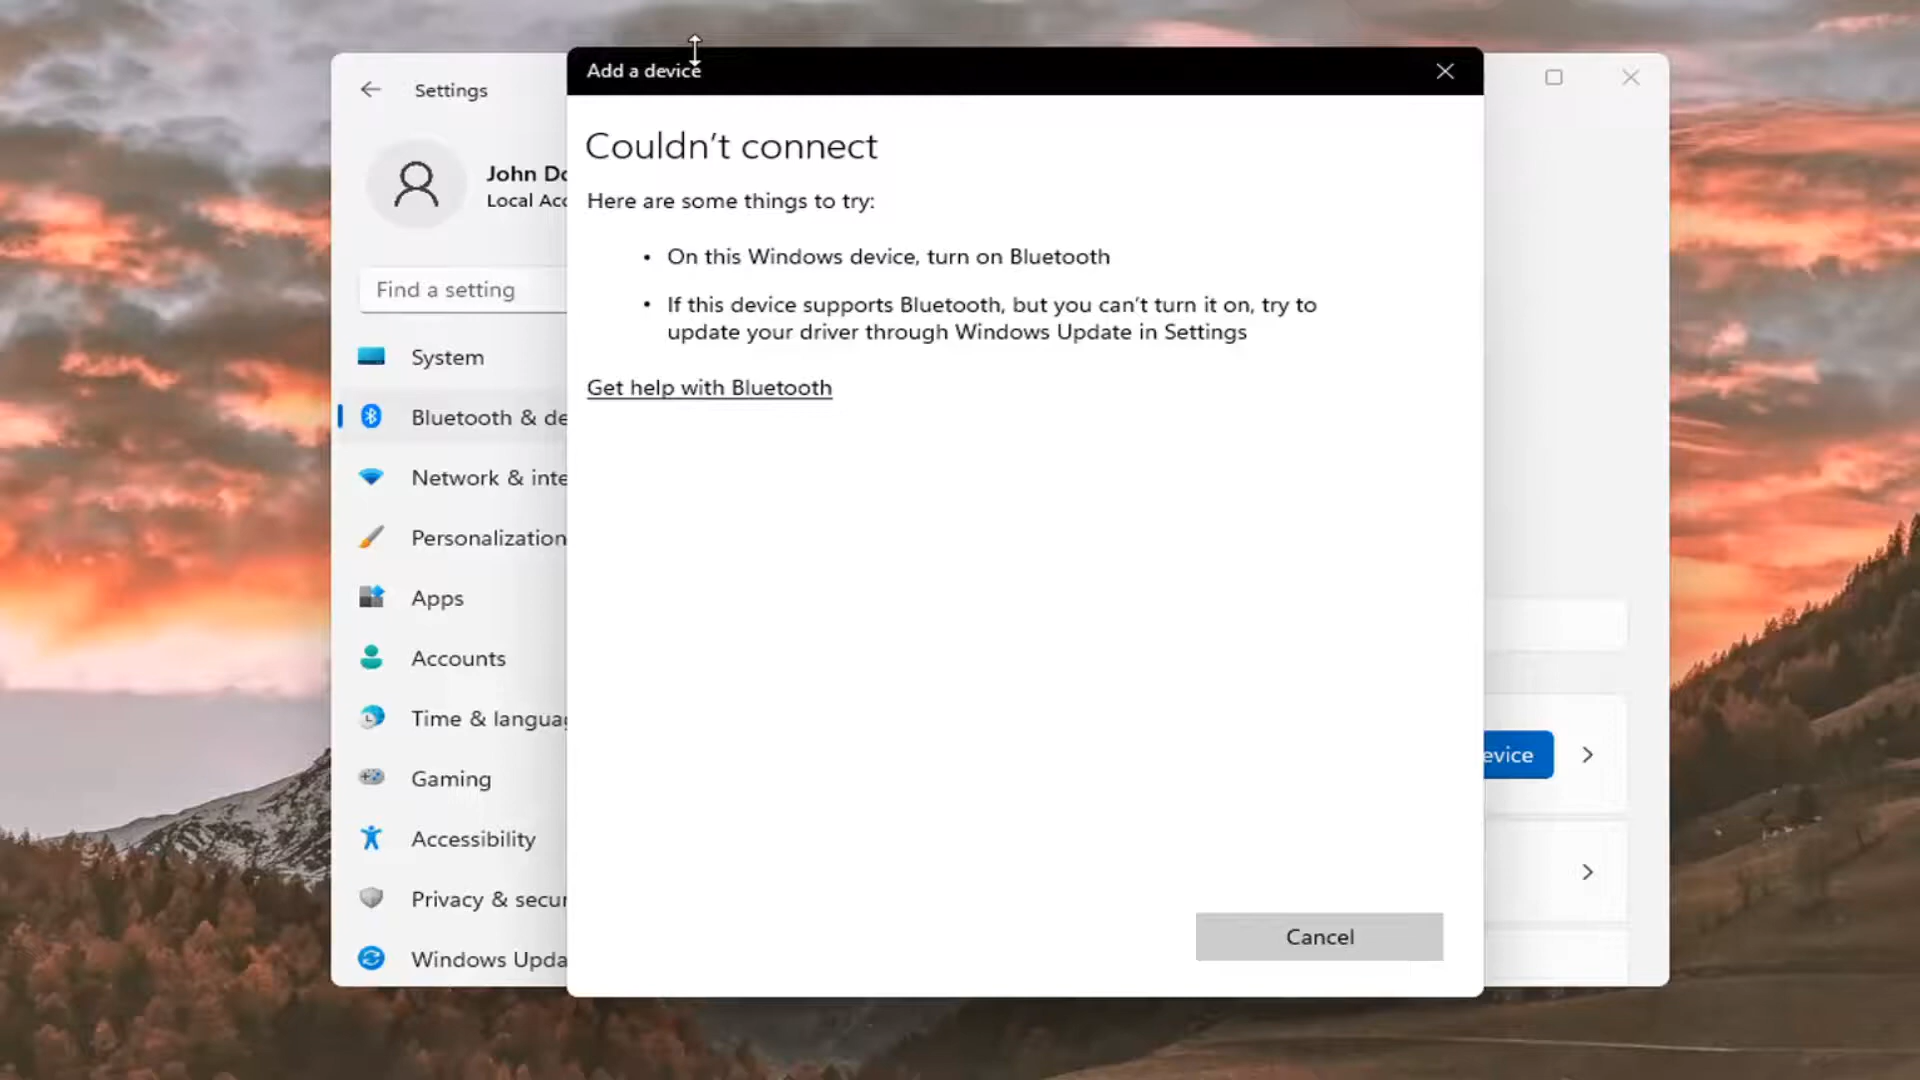 Add a device
Settings
Couldn't connect
Here are some things to try:
John Do
Local Acc
• On this Windows device, turn on Bluetooth
• If this device supports Bluetooth, but you can't turn it on, try to
update your driver through Windows Update in Settings
Get help with Bluetooth
Find a setting
System
Bluetooth & de
Network & inte
Personalization
Apps
Accounts
Time & langua
Gaming
Accessibility
Privacy & secur
Windows Upda
evice
Cancel